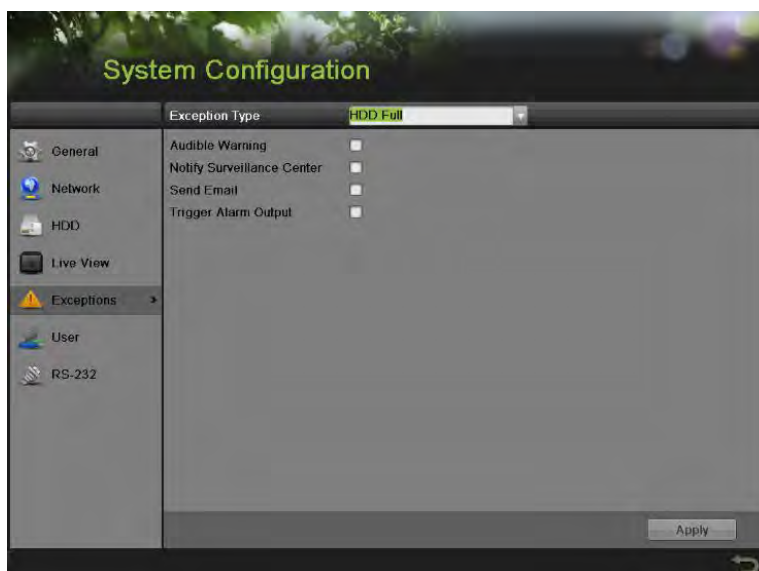 System Configuration
Exception Type HDD Full
General
Network
HDD
Live View
Exceptions
User
RS-232
Audible Warning
Notify Surveillance Center
Send Email
Trigger Alarm Output
Apply